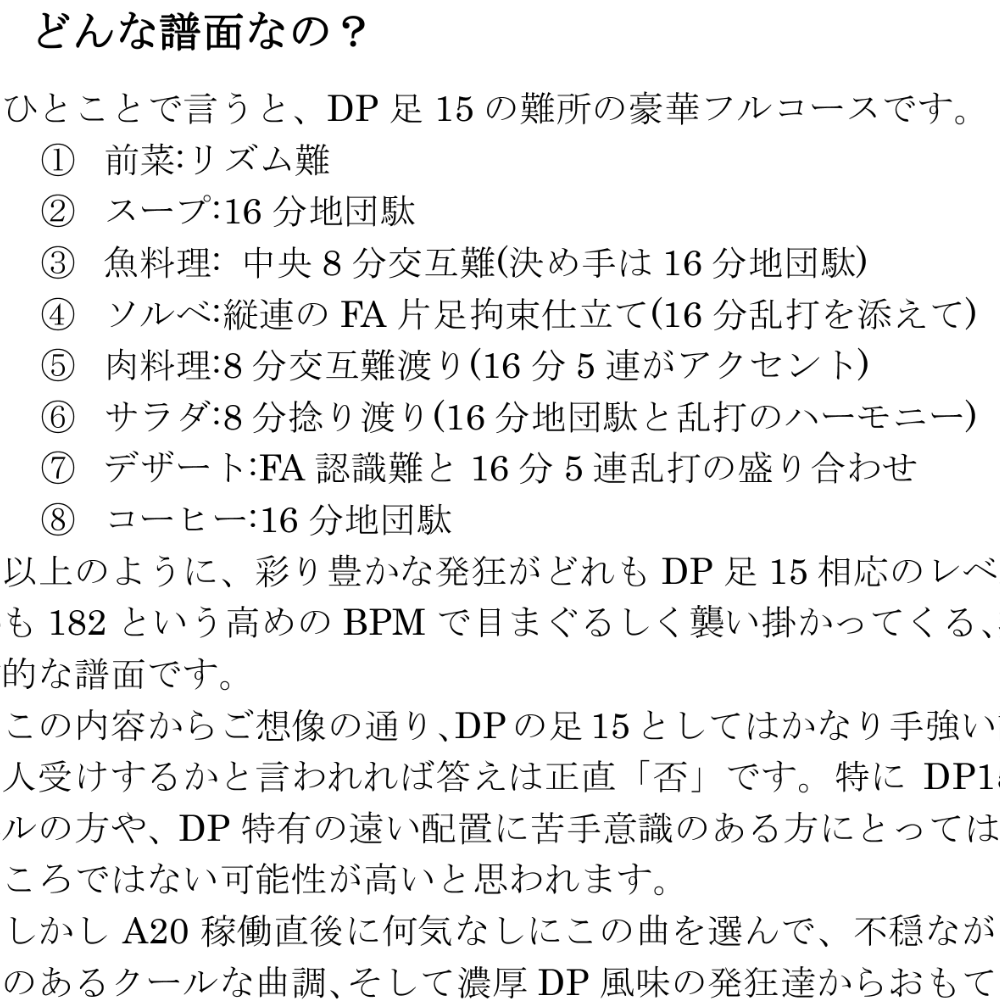 どんな譜面なの？
ひとことで言うと、DP 足 15 の難所の豪華フルコースです。
① 前菜:リズム難
② スープ:16 分地団駄
③ 魚料理: 中央 8 分交互難(決め手は 16 分地団駄)
④ ソルベ:縦連の FA 片足拘束仕立て(16 分乱打を添えて)
⑤ 肉料理:8 分交互難渡り(16 分 5 連がアクセント)
⑥ サラダ:8 分捻り渡り(16 分地団駄と乱打のハーモニー)
⑦ デザート:FA 認識難と 16 分 5 連乱打の盛り合わせ
⑧ コーヒー:16 分地団駄
以上のように、彩り豊かな発狂がどれも DP 足 15 相応のレベ
も 182 という高めの BPM で目まぐるしく襲い掛かってくる、
的な譜面です。
この内容からご想像の通り、DP の足 15 としてはかなり手強い
人受けするかと言われれば答えは正直「否」です。特に DP1
ルの方や、DP 特有の遠い配置に苦手意識のある方にとっては
ころではない可能性が高いと思われます。
しかし A20 稼働直後に何気なしにこの曲を選んで、不穏なが
のあるクールな曲調、そして濃厚 DP 風味の発狂達からおもて